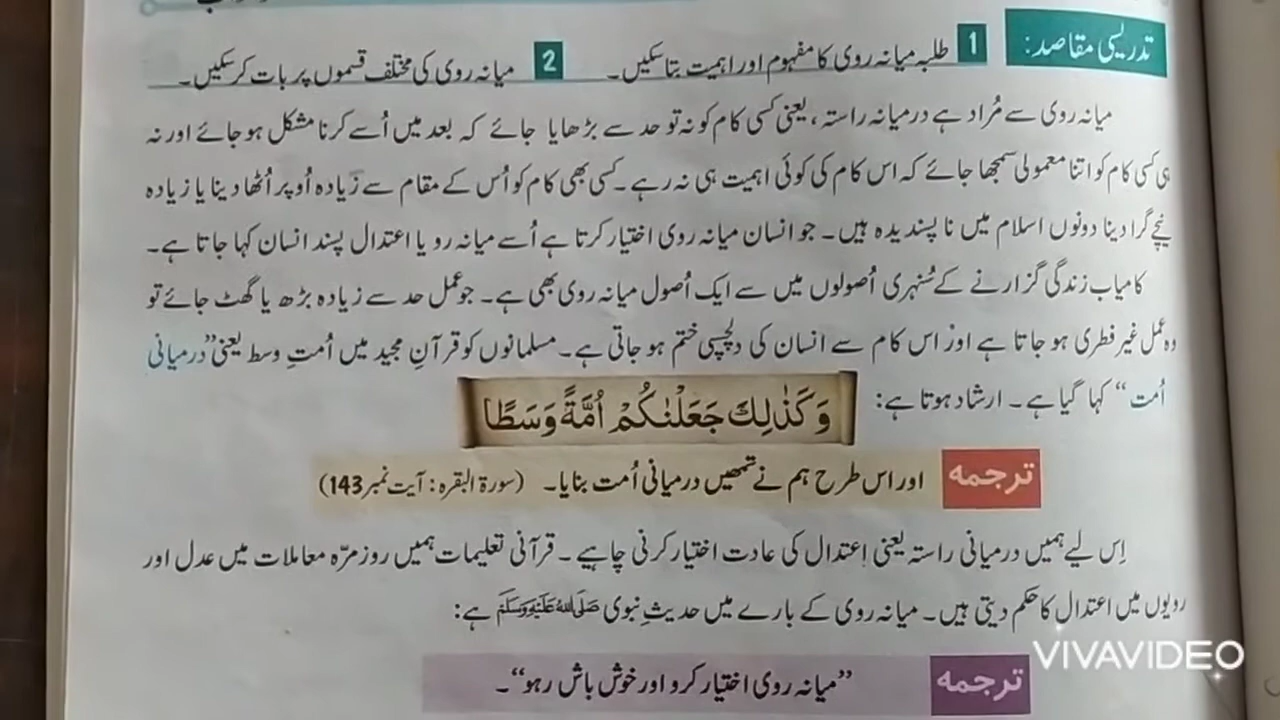 تدریسی مقاصد: 1 طلبہ میانہ روی کا مفہوم اور اہمیت بتا سکیں۔ 2 میانہ روی کی مختلف قسموں پر بات کر سکیں۔
میانہ روی سے مُراد ہے درمیانہ راستہ، یعنی کسی کام کو نہ تو حد سے بڑھایا جائے کہ بعد میں اُسے کرنا مشکل ہو جائے اور نہ
ہی کسی کام کو اتنا معمولی سمجھا جائے کہ اس کام کی کوئی اہمیت ہی نہ رہے۔ کسی بھی کام کو اُس کے مقام سے زیادہ اُوپر اُٹھا دینا یا زیادہ
نیچے گرا دینا دونوں اسلام میں نا پسندیدہ ہیں۔ جو انسان میانہ روی اختیار کرتا ہے اُسے میانہ رو یا اعتدال پسند انسان کہا جاتا ہے۔
کامیاب زندگی گزارنے کے سُنہری اُصولوں میں سے ایک اُصول میانہ روی بھی ہے۔ جو عمل حد سے زیادہ بڑھ یا گھٹ جائے تو
وہ عمل غیر فطری ہو جاتا ہے اور اس کام سے انسان کی دلچسپی ختم ہو جاتی ہے۔ مسلمانوں کو قرآنِ مجید میں اُمتِ وسط یعنی ”درمیانی
اُمت“ کہا گیا ہے۔ ارشاد ہوتا ہے: وَكَذٰلِكَ جَعَلْنٰكُمْ اُمَّةً وَسَطًا
ترجمہ اور اس طرح ہم نے تمھیں درمیانی اُمت بنایا۔ (سورۃ البقرہ: آیت نمبر 143)
اِس لیے ہمیں درمیانی راستہ یعنی اِعتدال کی عادت اختیار کرنی چاہیے۔ قرآنی تعلیمات ہمیں روزمرّہ معاملات میں عدل اور
رویوں میں اعتدال کا حکم دیتی ہیں۔ میانہ روی کے بارے میں حدیثِ نبوی صَلَّى اللهُ عَلَيْهِ وَسَلَّمَ ہے:
ترجمہ ”میانہ روی اختیار کرو اور خوش باش رہو“۔
VIVAVIDEO